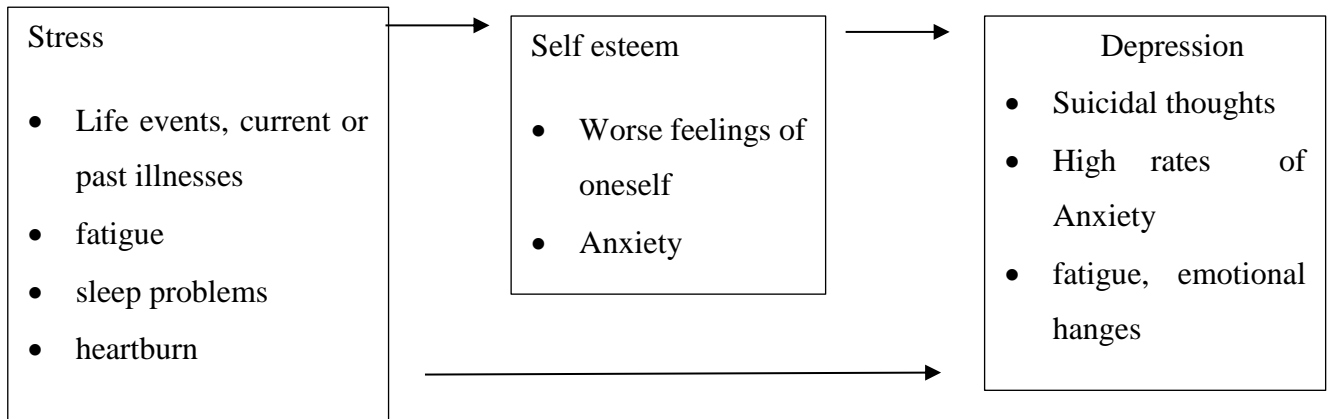 Stress
• Life events, current or
past illnesses
• fatigue
• sleep problems
• heartburn
Self esteem
• Worse feelings of
oneself
• Anxiety
Depression
• Suicidal thoughts
• High rates of
Anxiety
• fatigue, emotional
hanges